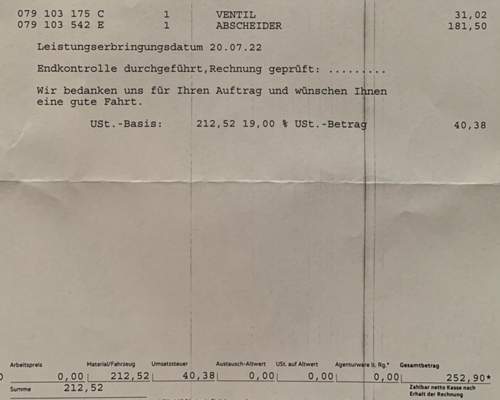 079 103 175 C 1 VENTIL 31,02
079 103 542 E 1 ABSCHEIDER 181,50
Leistungserbringungsdatum 20.07.22
Endkontrolle durchgeführt,Rechnung geprüft: .........
Wir bedanken uns für Ihren Auftrag und wünschen Ihnen
eine gute Fahrt.
USt.-Basis: 212,52 19,00 % USt.-Betrag 40,38
Arbeitspreis Material/Fahrzeug Umsatzsteuer Austausch-Altwert USt. auf Altwert Agenturware lt. Rg.* Gesamtbetrag
0,00 212,52 40,38 0,00 0,00 0,00 252,90*
Summe 212,52 Zahlbar netto Kasse nach
Erhalt der Rechnung